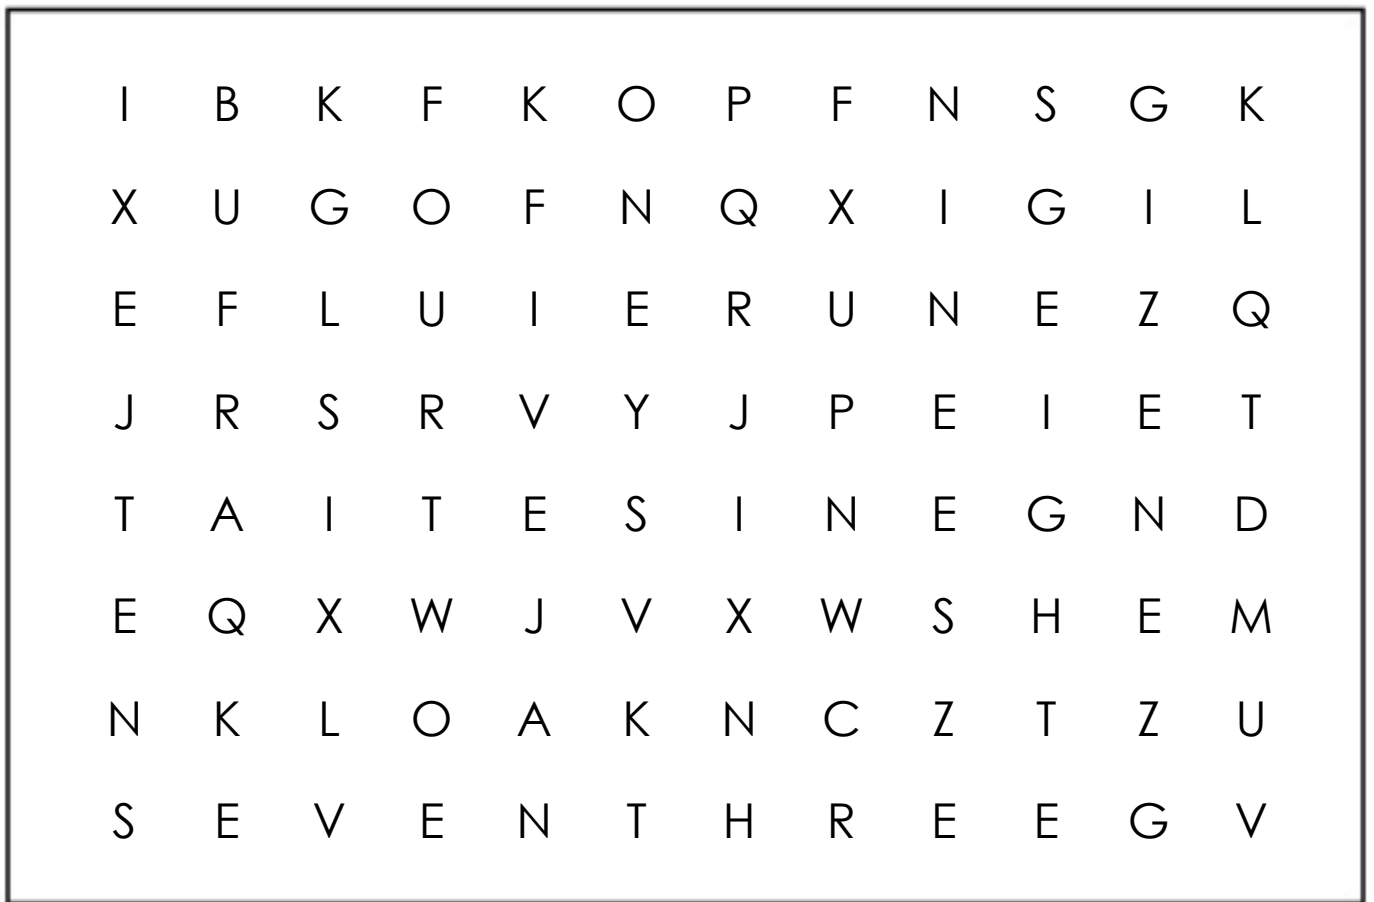 I B K F K O P F N S G K
X U G O F N Q X I G I L
E F L U I E R U N E Z Q
J R S R V Y J P E I E T
T A I T E S I N E G N D
E Q X W J V X W S H E M
N K L O A K N C Z T Z U
S E V E N T H R E E G V